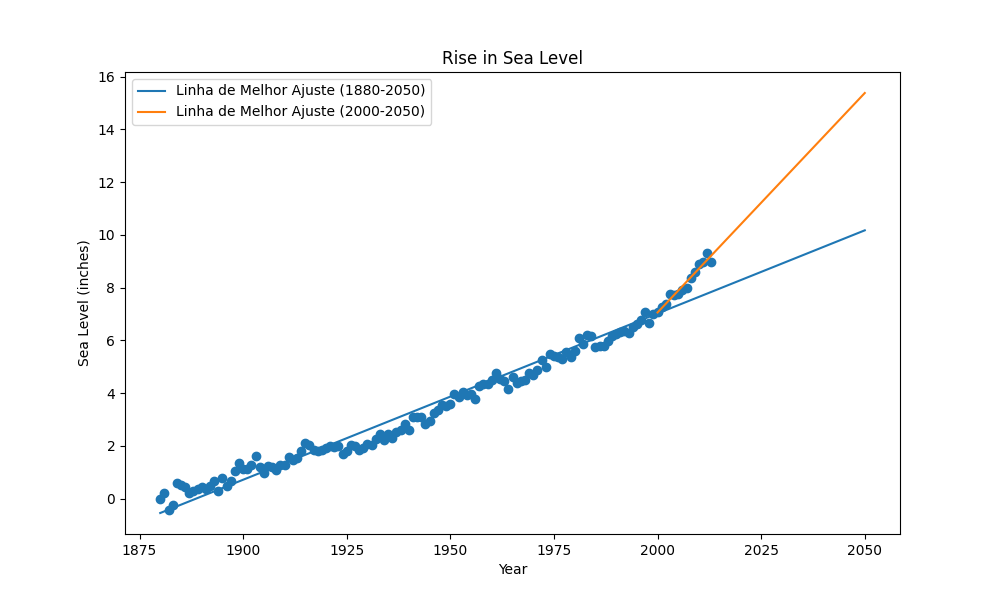 Rise in Sea Level
Linha de Melhor Ajuste (1880-2050)
Linha de Melhor Ajuste (2000-2050)
Sea Level (inches)
16
14
12
10
8
6
4
2
0
1875 1900 1925 1950 1975 2000 2025 2050
Year